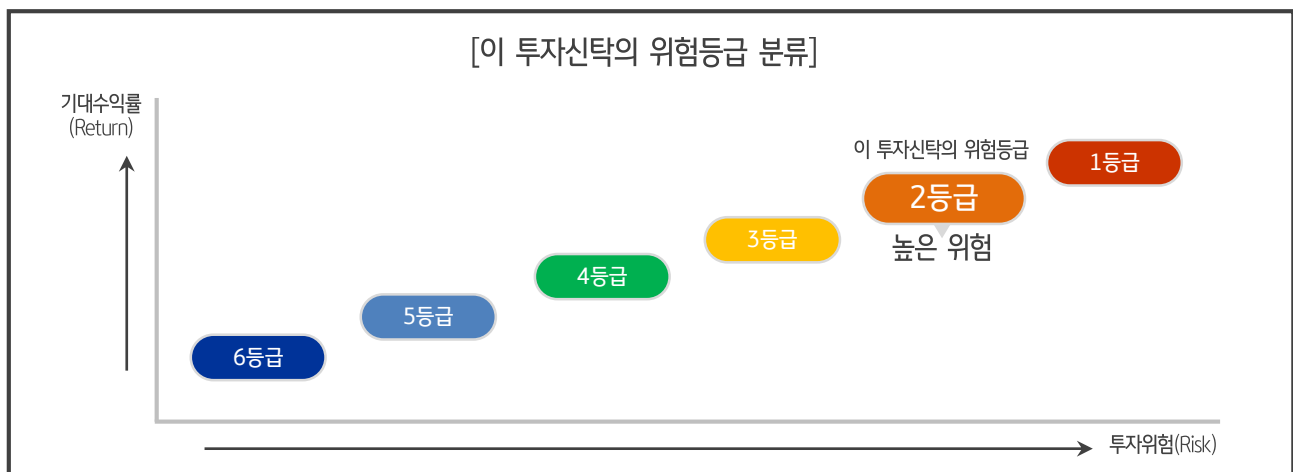 [이 투자신탁의 위험등급 분류]
기대수익률
(Return)
이 투자신탁의 위험등급
1등급
2등급
높은 위험
3등급
4등급
5등급
6등급
투자위험(Risk)